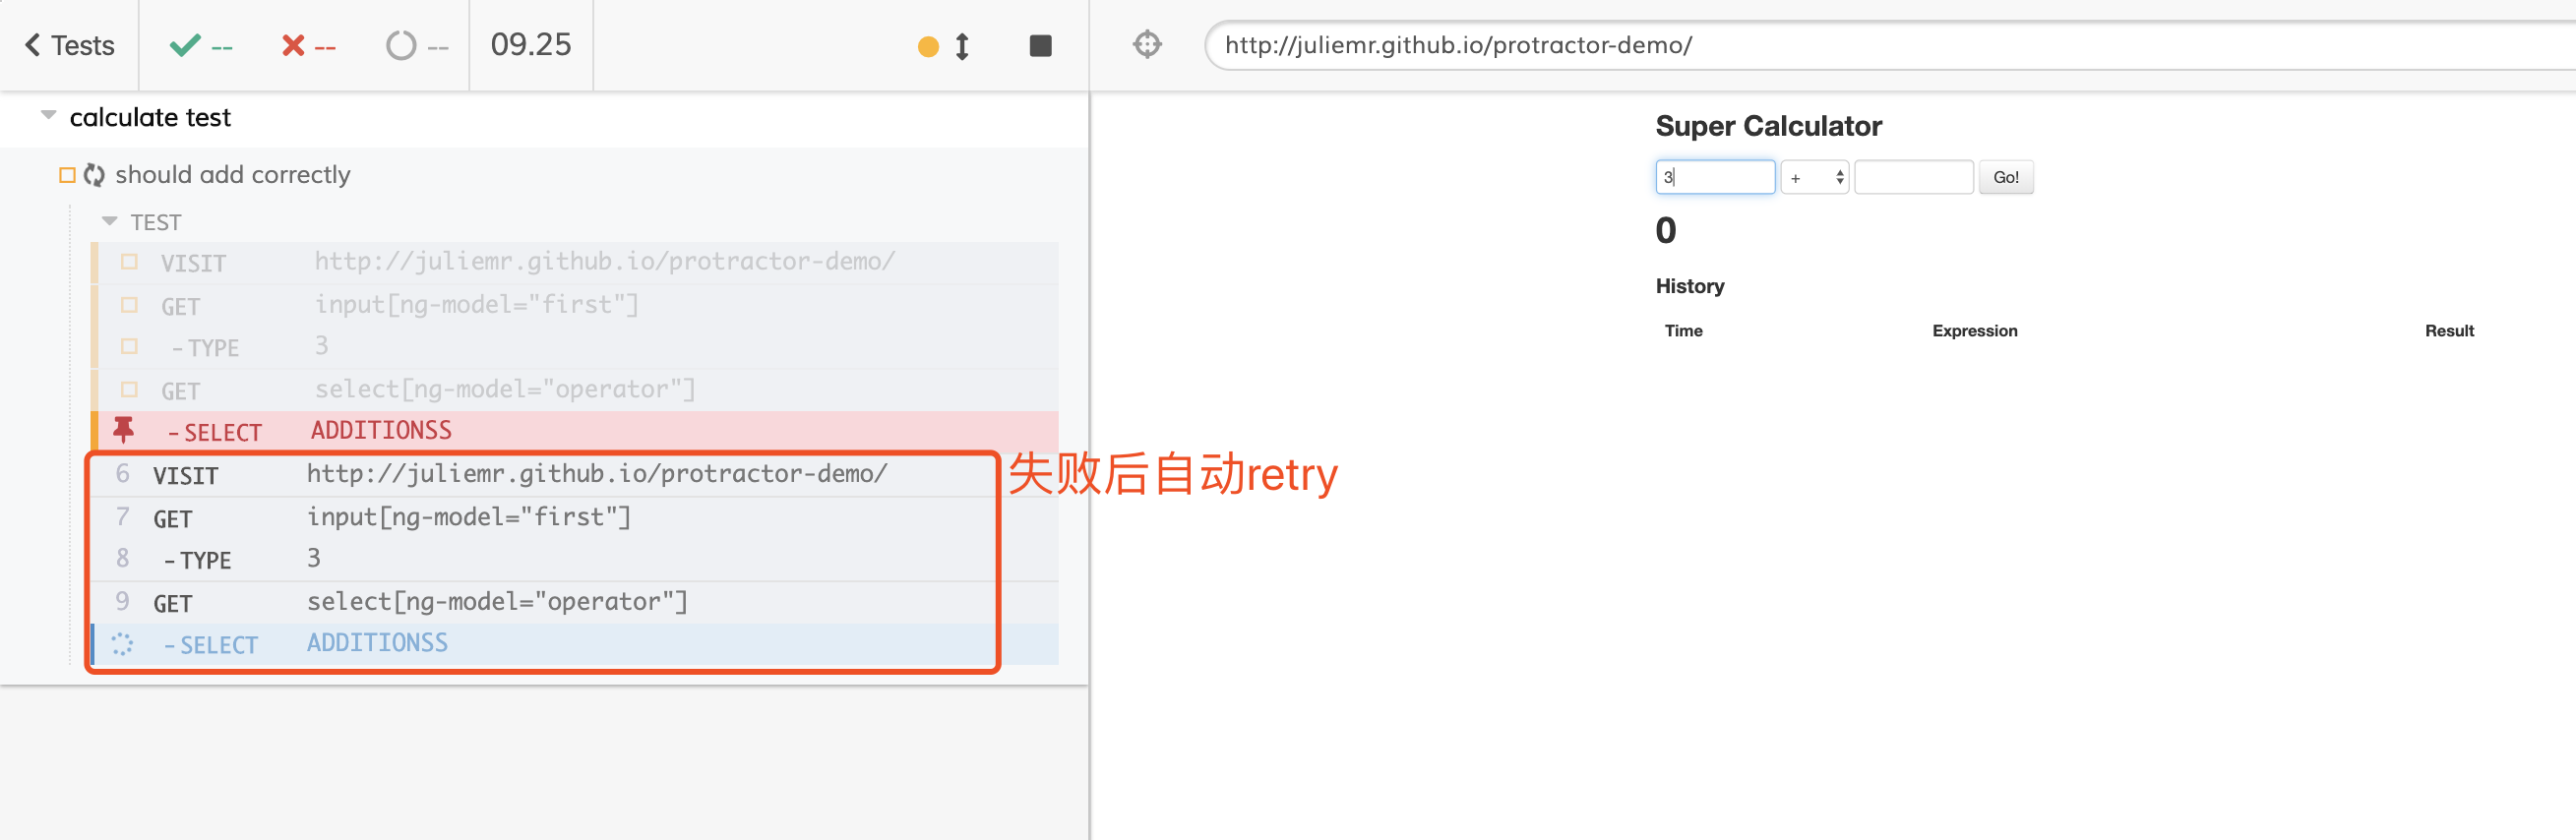 Tests -- -- -- 09.25 http://juliemr.github.io/protractor-demo/
calculate test
should add correctly
TEST
VISIT http://juliemr.github.io/protractor-demo/
GET input[ng-model="first"]
-TYPE 3
GET select[ng-model="operator"]
-SELECT ADDITIONSS
6 VISIT http://juliemr.github.io/protractor-demo/
7 GET input[ng-model="first"]
8 -TYPE 3
9 GET select[ng-model="operator"]
-SELECT ADDITIONSS
失败后自动retry
Super Calculator
3 + Go!
0
History
Time Expression Result